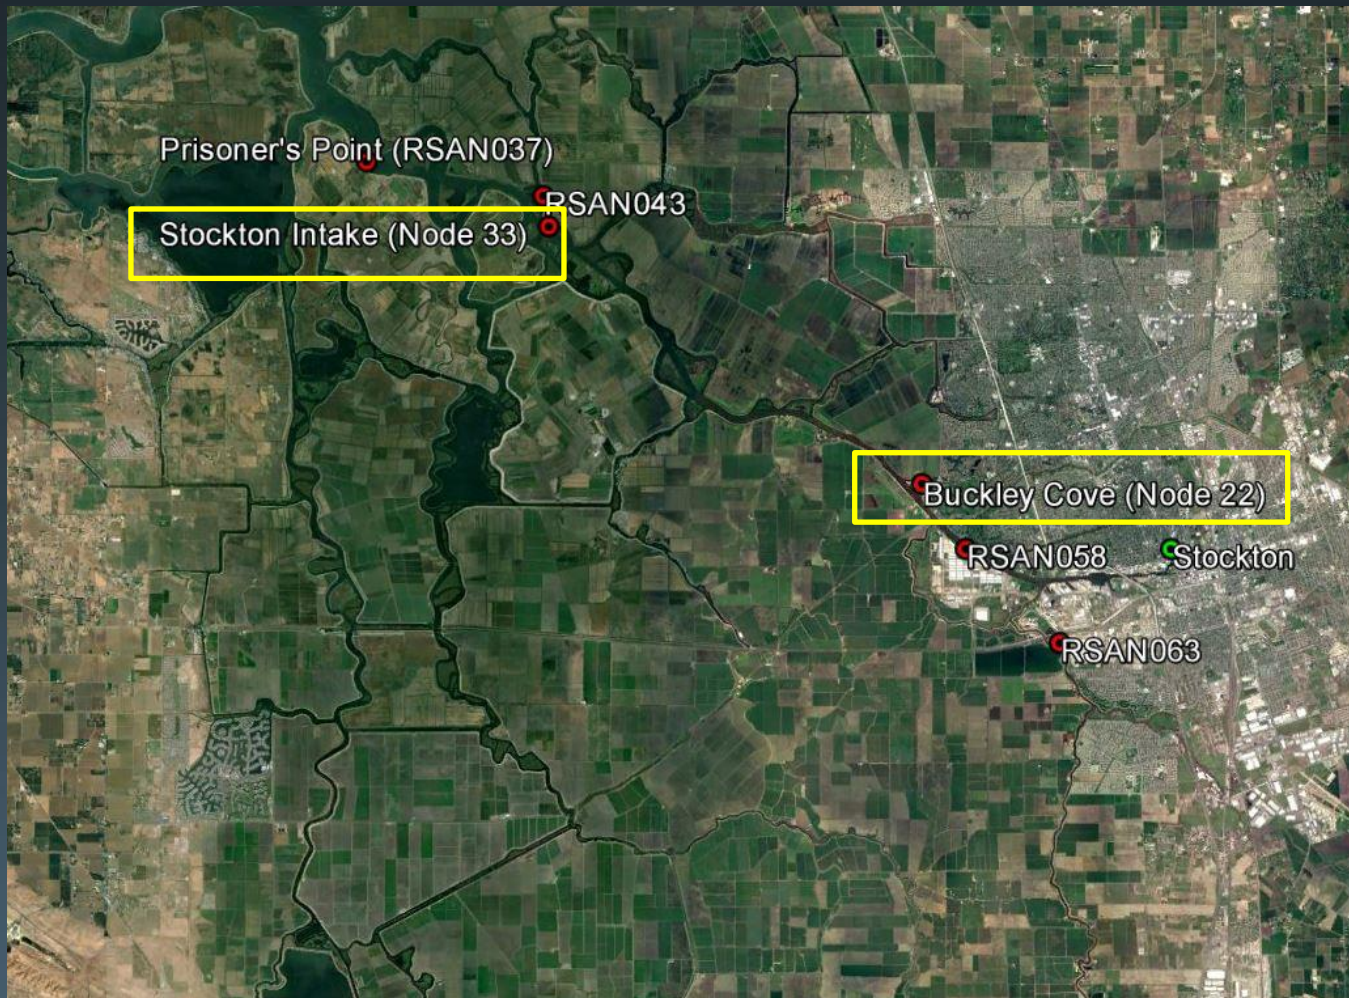 Prisoner's Point (RSAN037)
RSAN043
Stockton Intake (Node 33)
Buckley Cove (Node 22)
RSAN058
Stockton
RSAN063